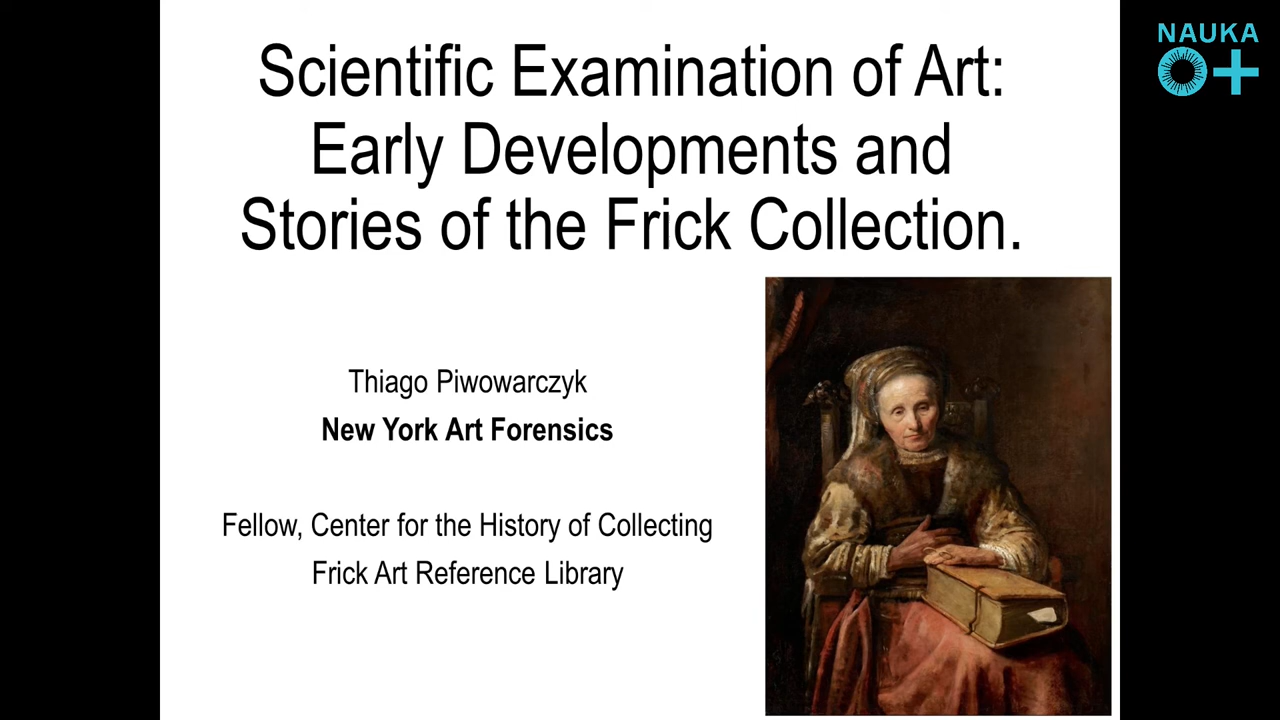 NAUKA
0+
Scientific Examination of Art:
Early Developments and
Stories of the Frick Collection.
Thiago Piwowarczyk
New York Art Forensics
Fellow, Center for the History of Collecting
Frick Art Reference Library